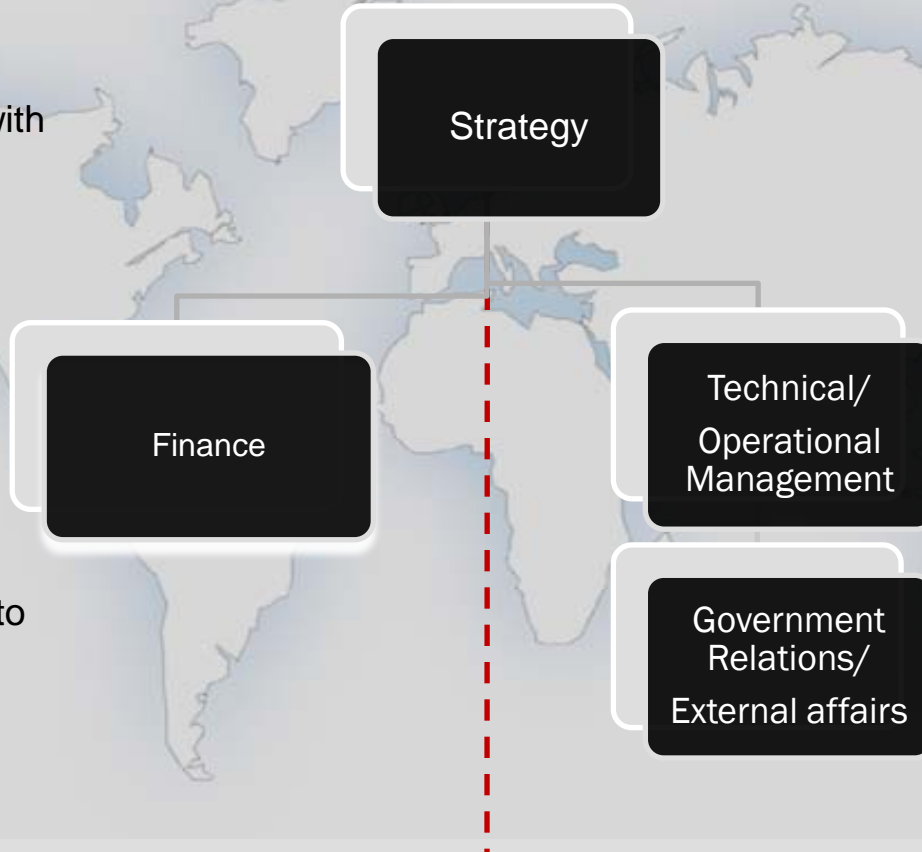 with
Strategy
Finance
Technical/
Operational
Management
to
Government
Relations/
External affairs